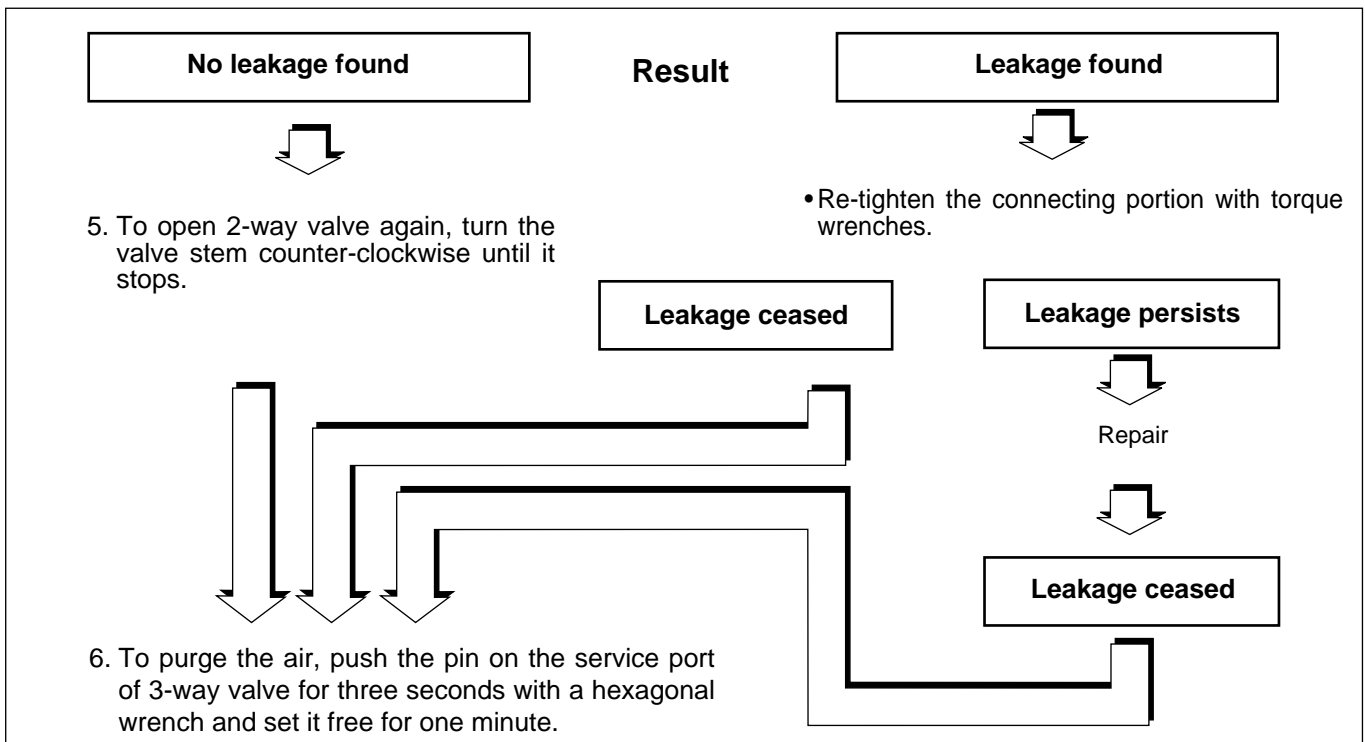 No leakage found
Result
Leakage found
5. To open 2-way valve again, turn the
valve stem counter-clockwise until it
stops.
•Re-tighten the connecting portion with torque
wrenches.
Leakage ceased
Leakage persists
Repair
Leakage ceased
6. To purge the air, push the pin on the service port
of 3-way valve for three seconds with a hexagonal
wrench and set it free for one minute.